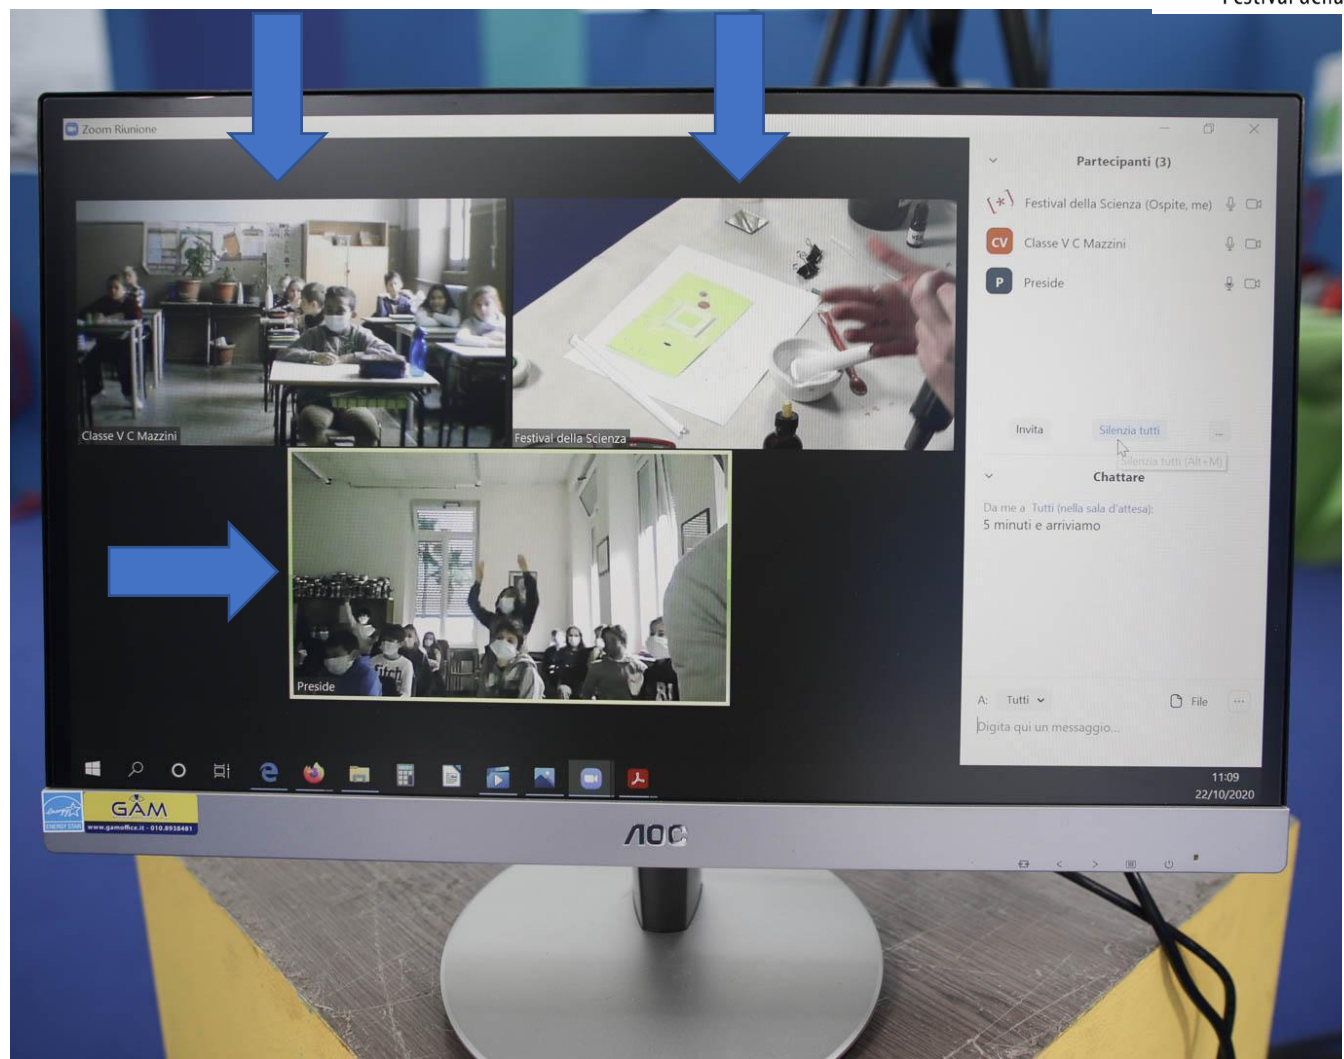 Zoom Riunione
Partecipanti (3)
Festival della Scienza (Ospite, me)
CV Classe V C Mazzini
P Preside
Classe V C Mazzini
Festival della Scienza
Preside
Invita
Silenzia tutti
...
Silenzia tutti (Alt+M)
Chattare
Da me a Tutti (nella sala d'attesa):
5 minuti e arriviamo
A: Tutti
File
Digita qui un messaggio...
11:09
22/10/2020
ENERGY STAR
GAM
www.gamoffice.it - 010.8938481
AOC